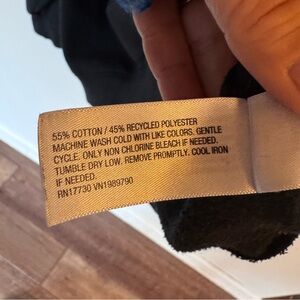 55% COTTON / 45% RECYCLED POLYESTER
MACHINE WASH COLD WITH LIKE COLORS. GENTLE
CYCLE. ONLY NON CHLORINE BLEACH IF NEEDED.
TUMBLE DRY LOW. REMOVE PROMPTLY. COOL IRON
IF NEEDED.
RN17730 VN1989790